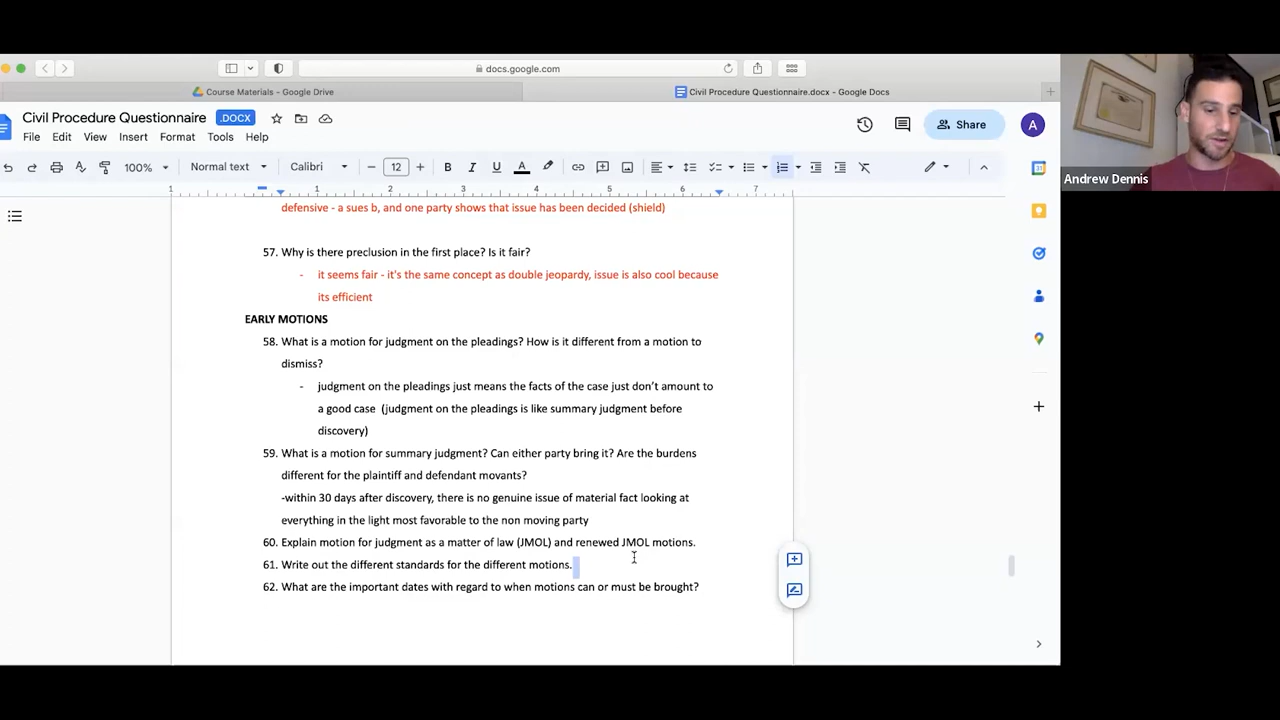 docs.google.com
Course Materials - Google Drive
Civil Procedure Questionnaire.docx - Google Docs
Civil Procedure Questionnaire .DOCX
File Edit View Insert Format Tools Help
Share
A
100% Normal text Calibri 12 B I U A
1 1 2 3 4 5 6 7
defensive - a sues b, and one party shows that issue has been decided (shield)
57. Why is there preclusion in the first place? Is it fair?
- it seems fair - it's the same concept as double jeopardy, issue is also cool because
its efficient
EARLY MOTIONS
58. What is a motion for judgment on the pleadings? How is it different from a motion to
dismiss?
- judgment on the pleadings just means the facts of the case just don't amount to
a good case (judgment on the pleadings is like summary judgment before
discovery)
59. What is a motion for summary judgment? Can either party bring it? Are the burdens
different for the plaintiff and defendant movants?
-within 30 days after discovery, there is no genuine issue of material fact looking at
everything in the light most favorable to the non moving party
60. Explain motion for judgment as a matter of law (JMOL) and renewed JMOL motions.
61. Write out the different standards for the different motions.
62. What are the important dates with regard to when motions can or must be brought?
Andrew Dennis